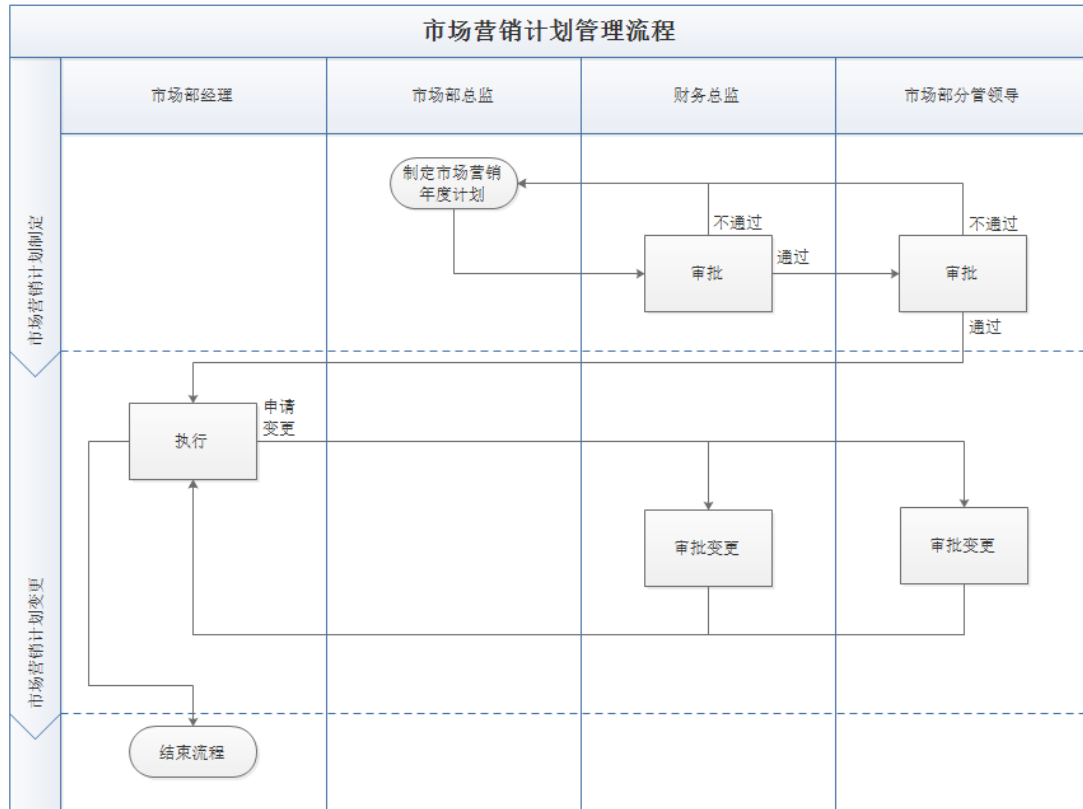 市场营销计划管理流程
市场部经理
市场部总监
财务总监
市场部分管领导
市场营销计划制定
制定市场营销
年度计划
不通过
不通过
审批
通过
审批
通过
市场营销计划变更
执行
申请
变更
审批变更
审批变更
结束流程